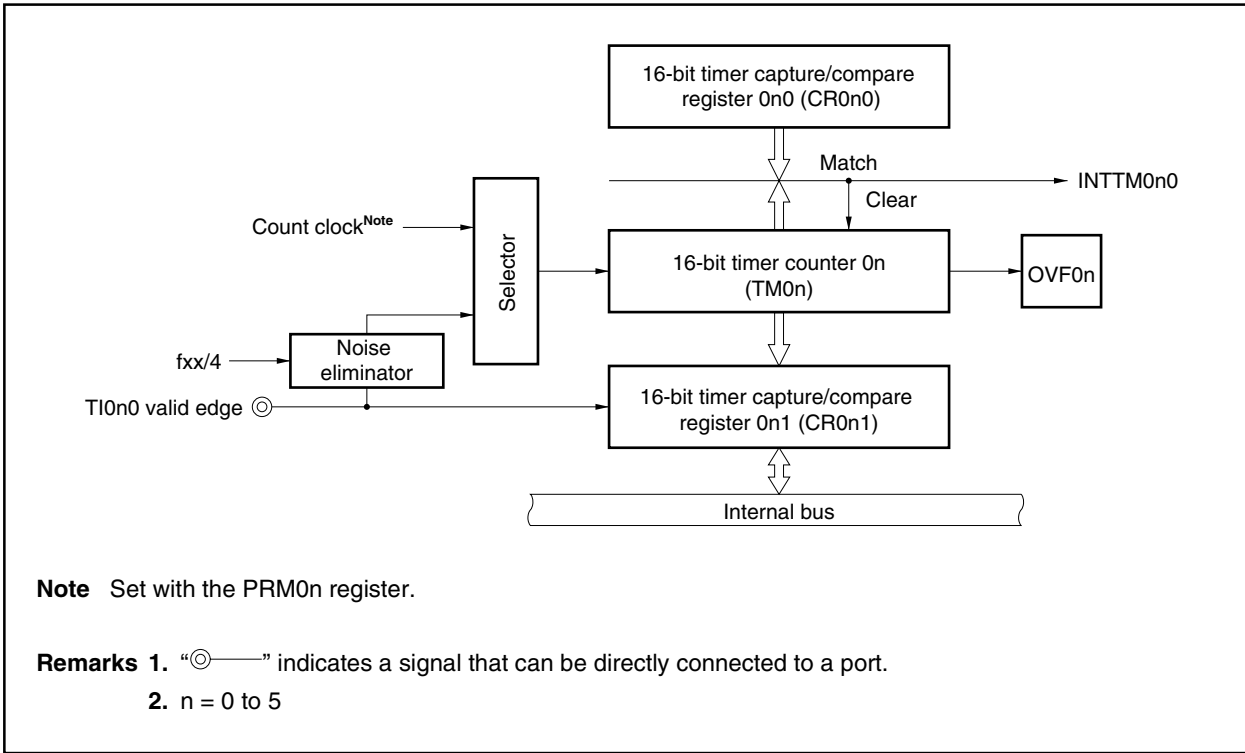 16-bit timer capture/compare
register 0n0 (CR0n0)
Match
INTTM0n0
Clear
Count clockNote
Selector
16-bit timer counter 0n
(TM0n)
OVF0n
fxx/4
Noise
eliminator
TI0n0 valid edge
16-bit timer capture/compare
register 0n1 (CR0n1)
Internal bus
Note Set with the PRM0n register.
Remarks 1. “◎——” indicates a signal that can be directly connected to a port.
2. n = 0 to 5